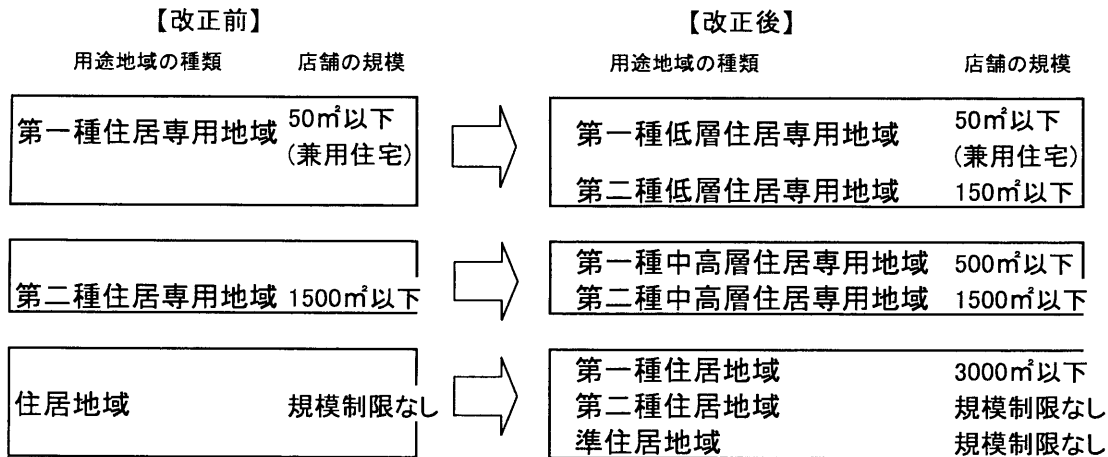 【改正前】
用途地域の種類 店舗の規模
第一種住居専用地域 50㎡以下
(兼用住宅)
第二種住居専用地域 1500㎡以下
住居地域 規模制限なし
【改正後】
用途地域の種類 店舗の規模
第一種低層住居専用地域 50㎡以下
(兼用住宅)
第二種低層住居専用地域 150㎡以下
第一種中高層住居専用地域 500㎡以下
第二種中高層住居専用地域 1500㎡以下
第一種住居地域 3000㎡以下
第二種住居地域 規模制限なし
準住居地域 規模制限なし